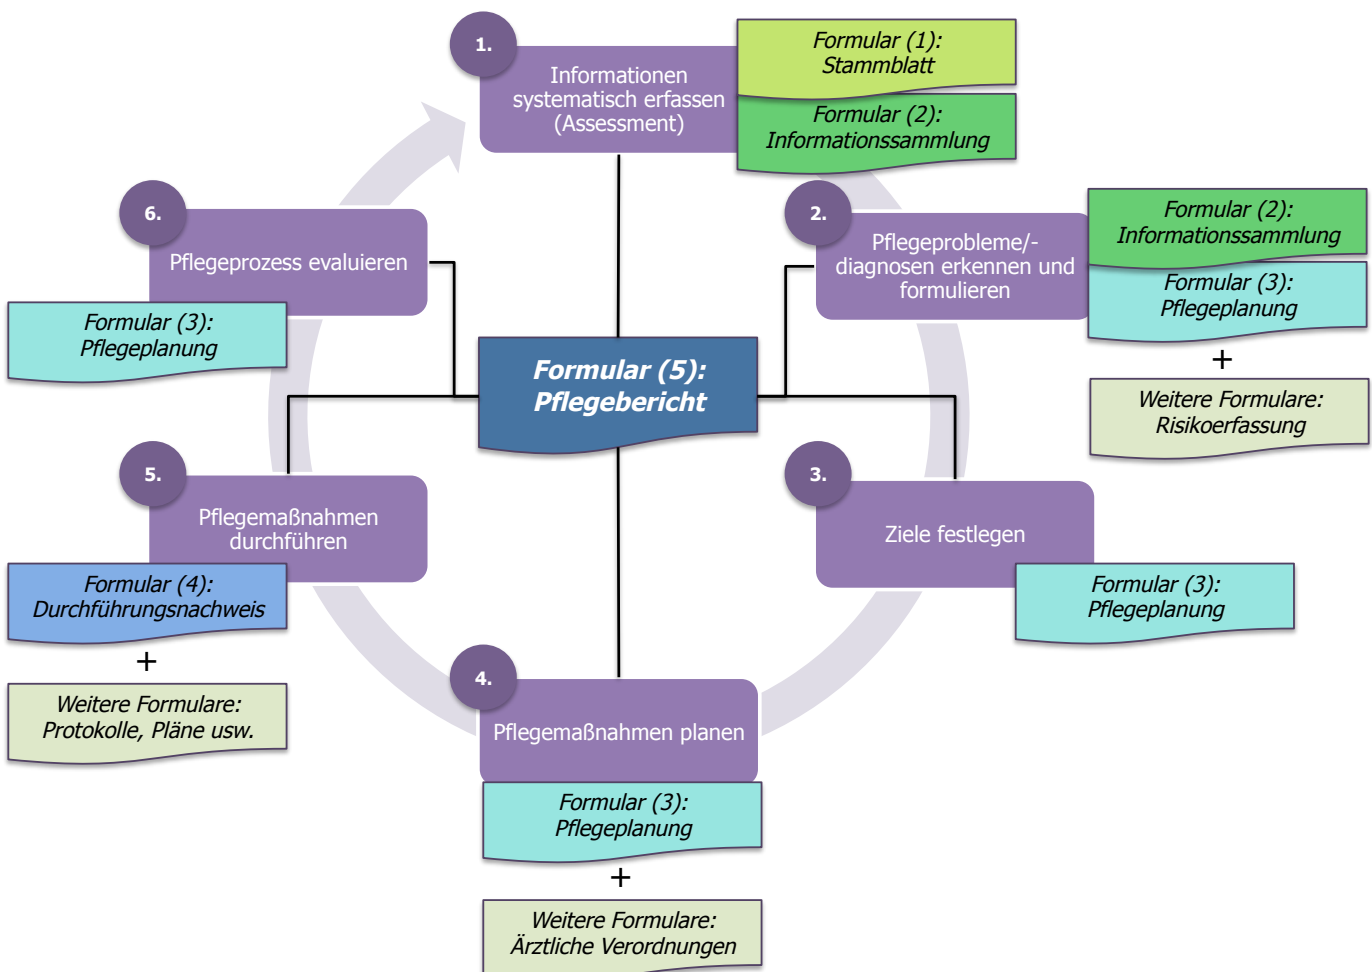 1.
Informationen
systematisch erfassen
(Assessment)
Formular (1):
Stammblatt
Formular (2):
Informationssammlung
2.
Pflegeprobleme/-
diagnosen erkennen und
formulieren
Formular (2):
Informationssammlung
Formular (3):
Pflegeplanung
+
Weitere Formulare:
Risikoerfassung
3.
Ziele festlegen
Formular (3):
Pflegeplanung
4.
Pflegemaßnahmen planen
Formular (3):
Pflegeplanung
+
Weitere Formulare:
Ärztliche Verordnungen
5.
Pflegemaßnahmen
durchführen
Formular (4):
Durchführungsnachweis
+
Weitere Formulare:
Protokolle, Pläne usw.
6.
Pflegeprozess evaluieren
Formular (3):
Pflegeplanung
Formular (5):
Pflegebericht